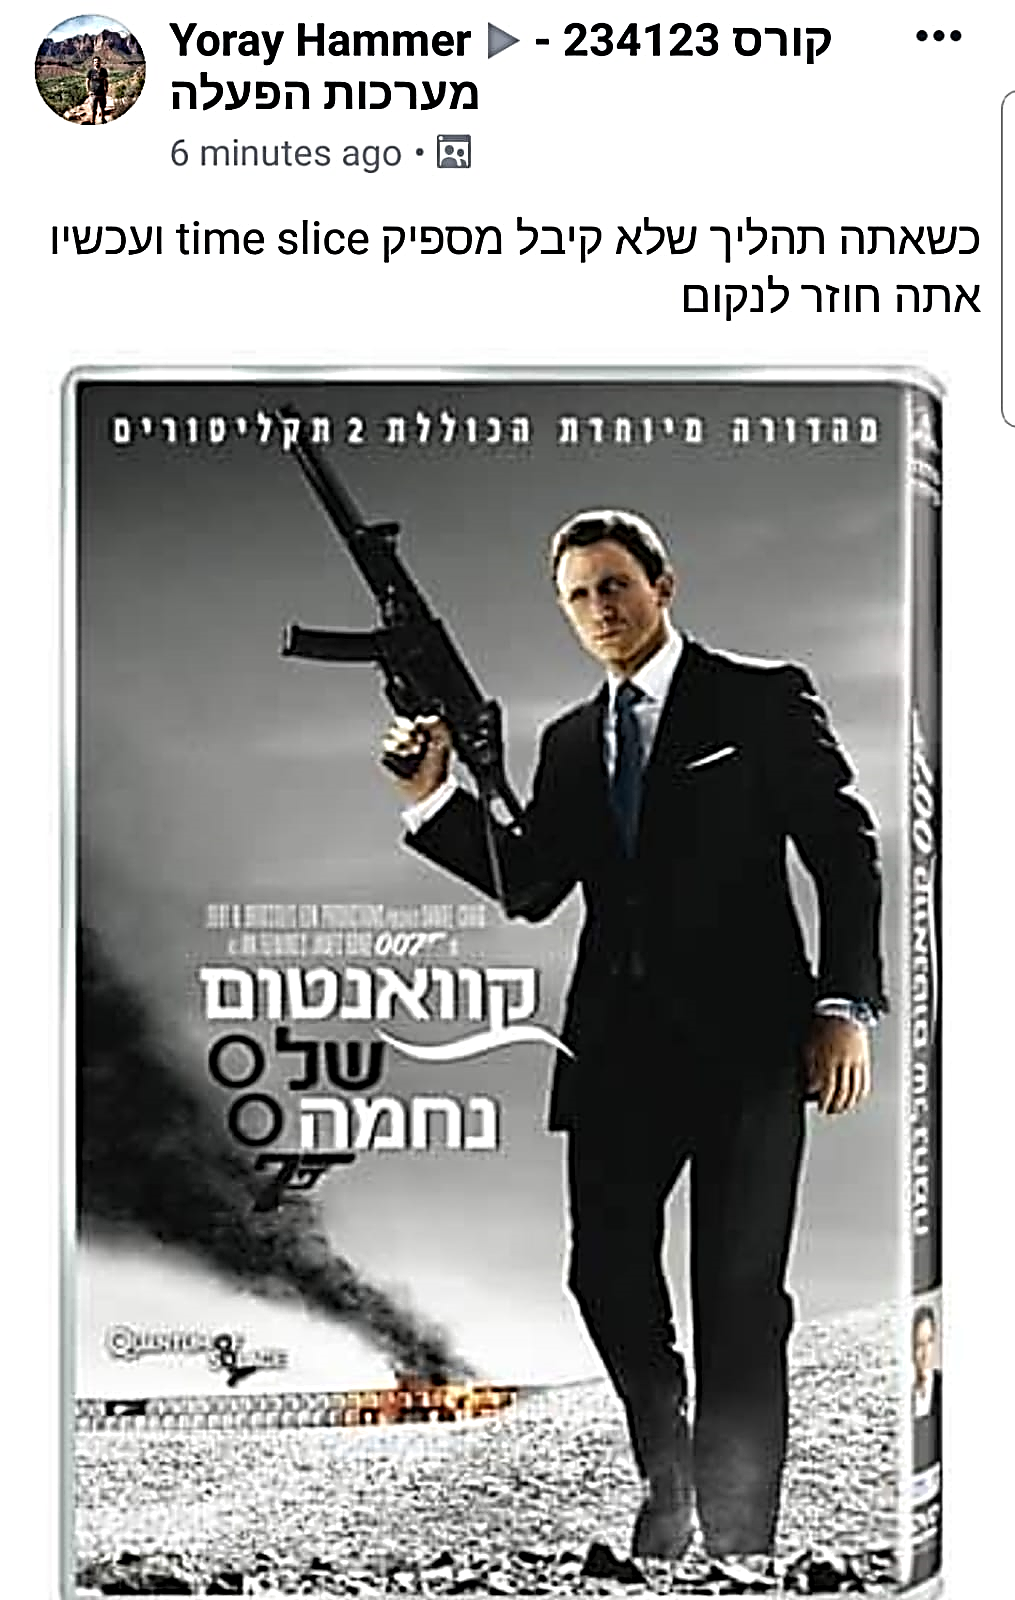 Yoray Hammer ▶ - 234123 קורס
מערכות הפעלה
6 minutes ago
כשאתה תהליך שלא קיבל מספיק time slice ועכשיו
אתה חוזר לנקום
מהדורה מיוחדת הכוללת 2 תקליטורים
007
קוואנטום
של
נחמה